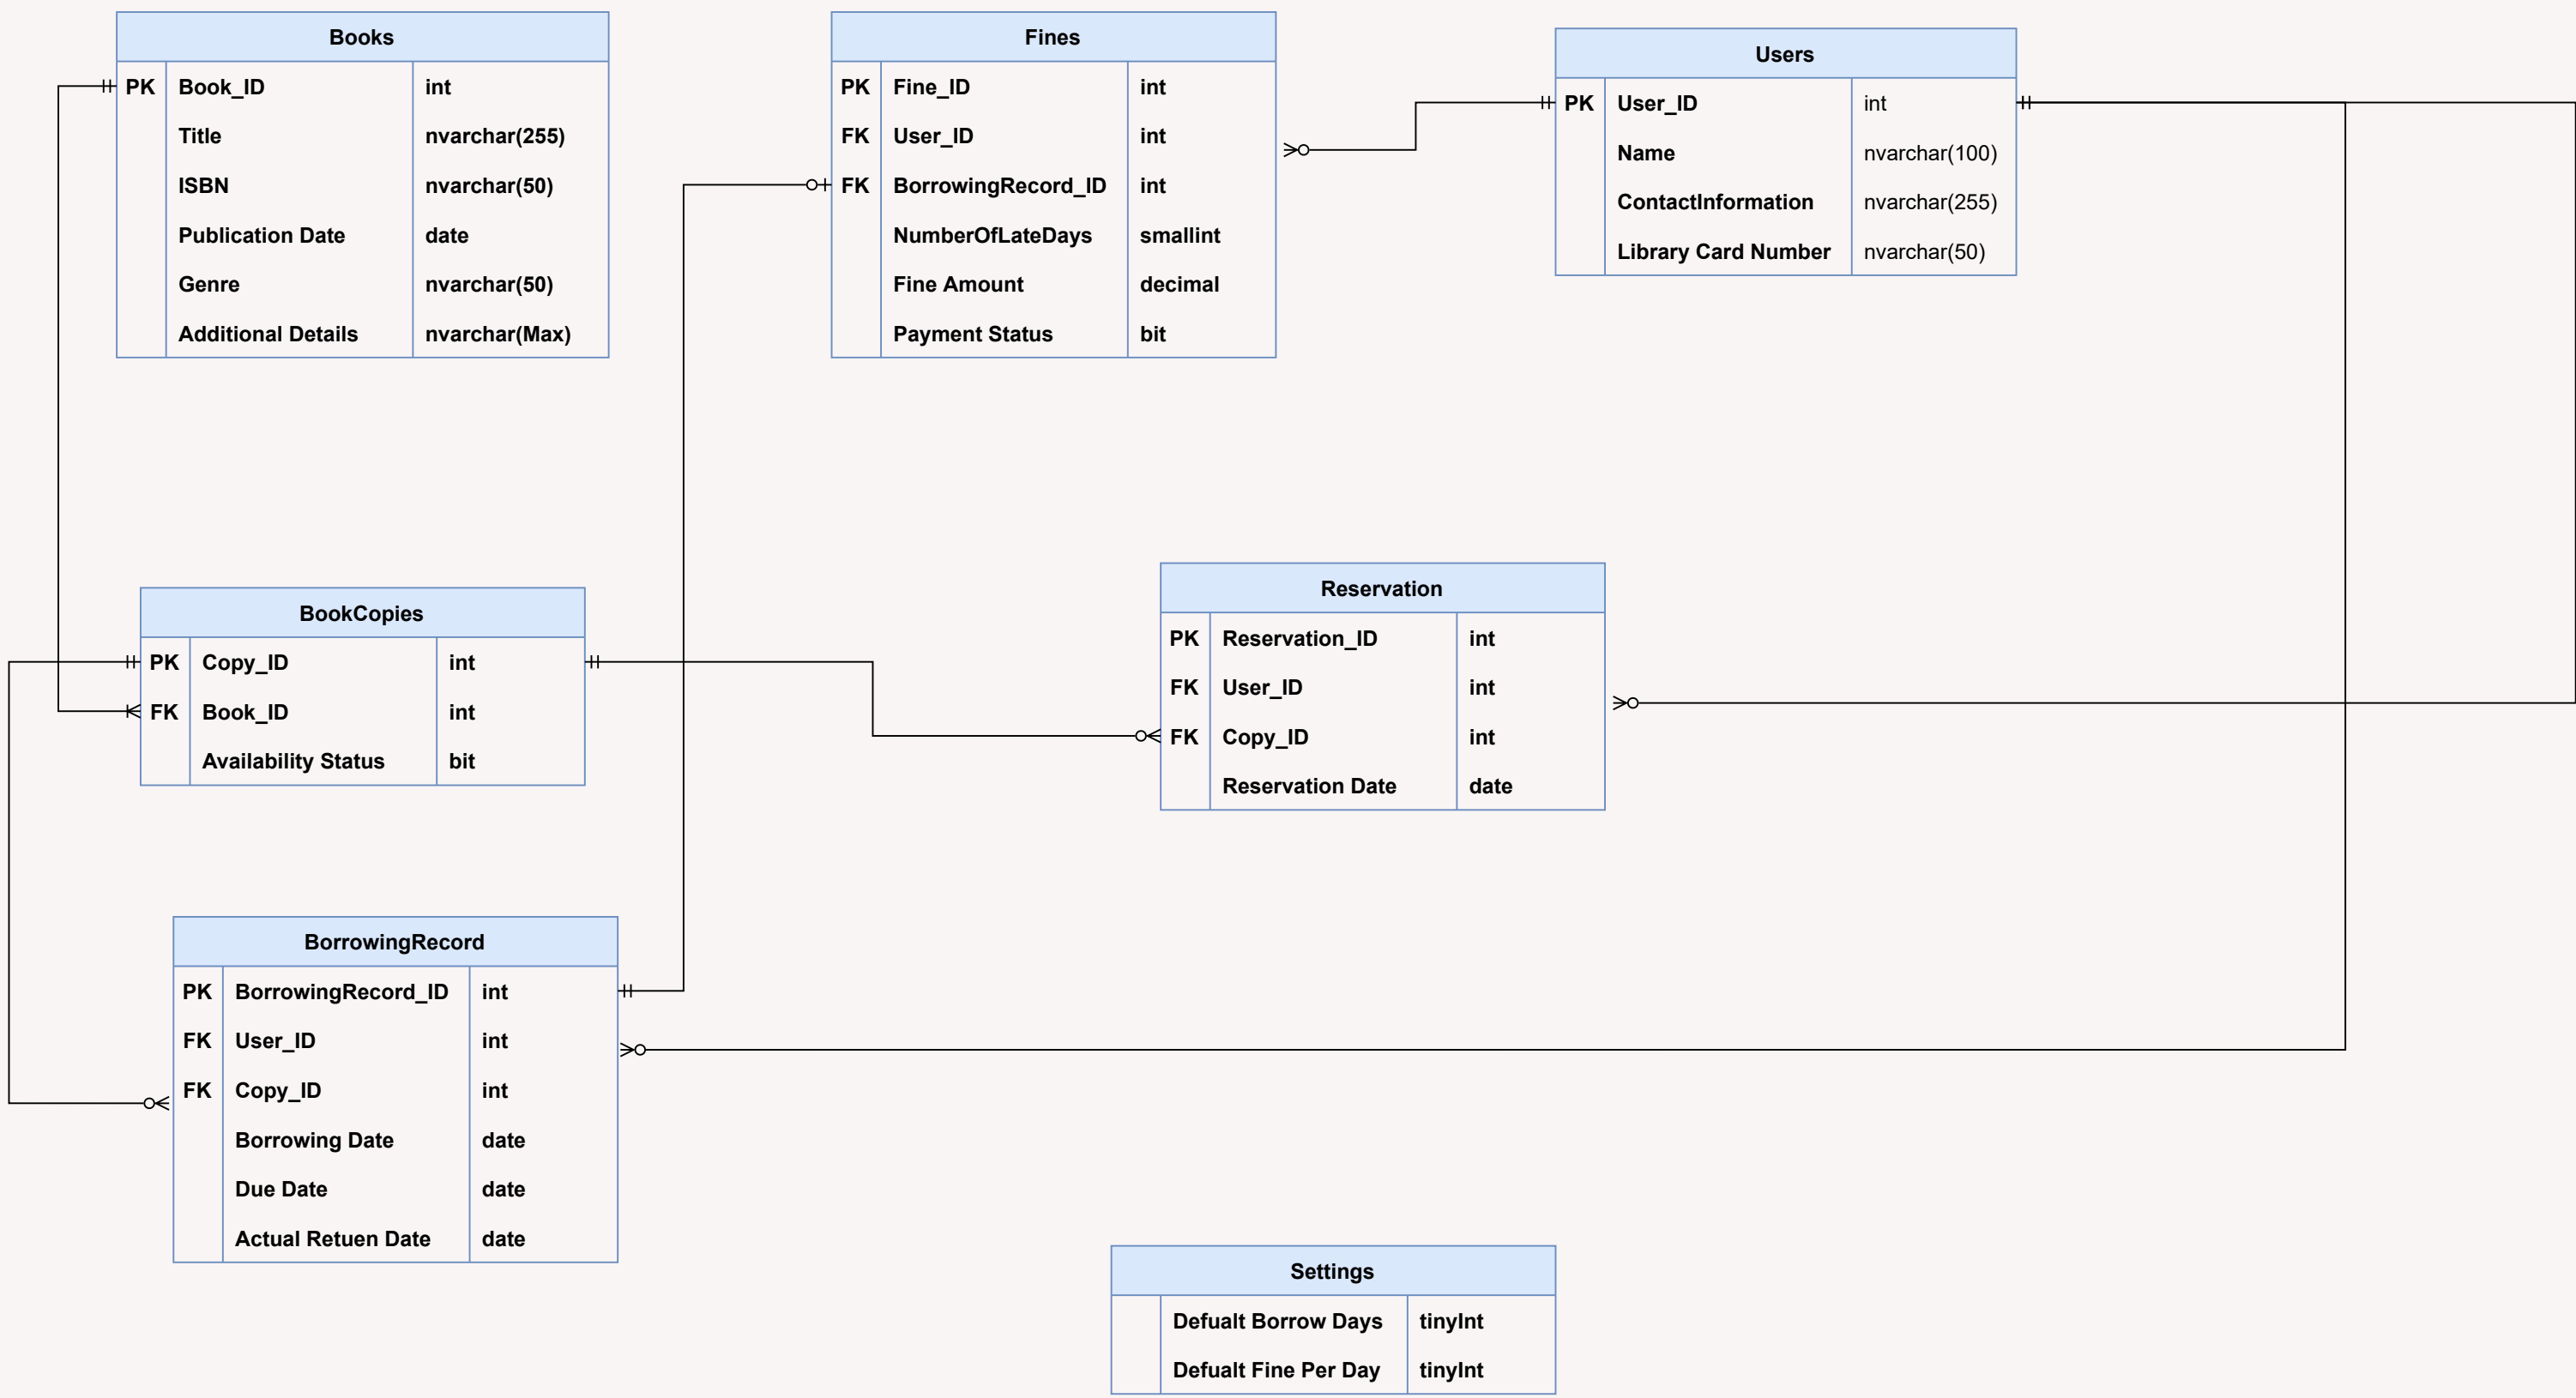 Books
PK Book_ID int
Title nvarchar(255)
ISBN nvarchar(50)
Publication Date date
Genre nvarchar(50)
Additional Details nvarchar(Max)
Fines
PK Fine_ID int
FK User_ID int
FK BorrowingRecord_ID int
NumberOfLateDays smallint
Fine Amount decimal
Payment Status bit
Users
PK User_ID int
Name nvarchar(100)
ContactInformation nvarchar(255)
Library Card Number nvarchar(50)
BookCopies
PK Copy_ID int
FK Book_ID int
Availability Status bit
Reservation
PK Reservation_ID int
FK User_ID int
FK Copy_ID int
Reservation Date date
BorrowingRecord
PK BorrowingRecord_ID int
FK User_ID int
FK Copy_ID int
Borrowing Date date
Due Date date
Actual Retuen Date date
Settings
Defualt Borrow Days tinyInt
Defualt Fine Per Day tinyInt